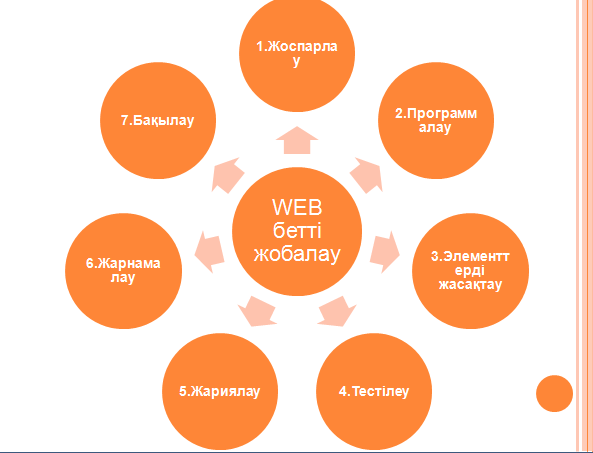 1.Жоспарла
у
2.Программ
алау
3.Элементт
ерді
жасақтау
4.Тестілеу
5.Жариялау
6.Жарнама
лау
7.Бақылау
WEB
бетті
жобалау